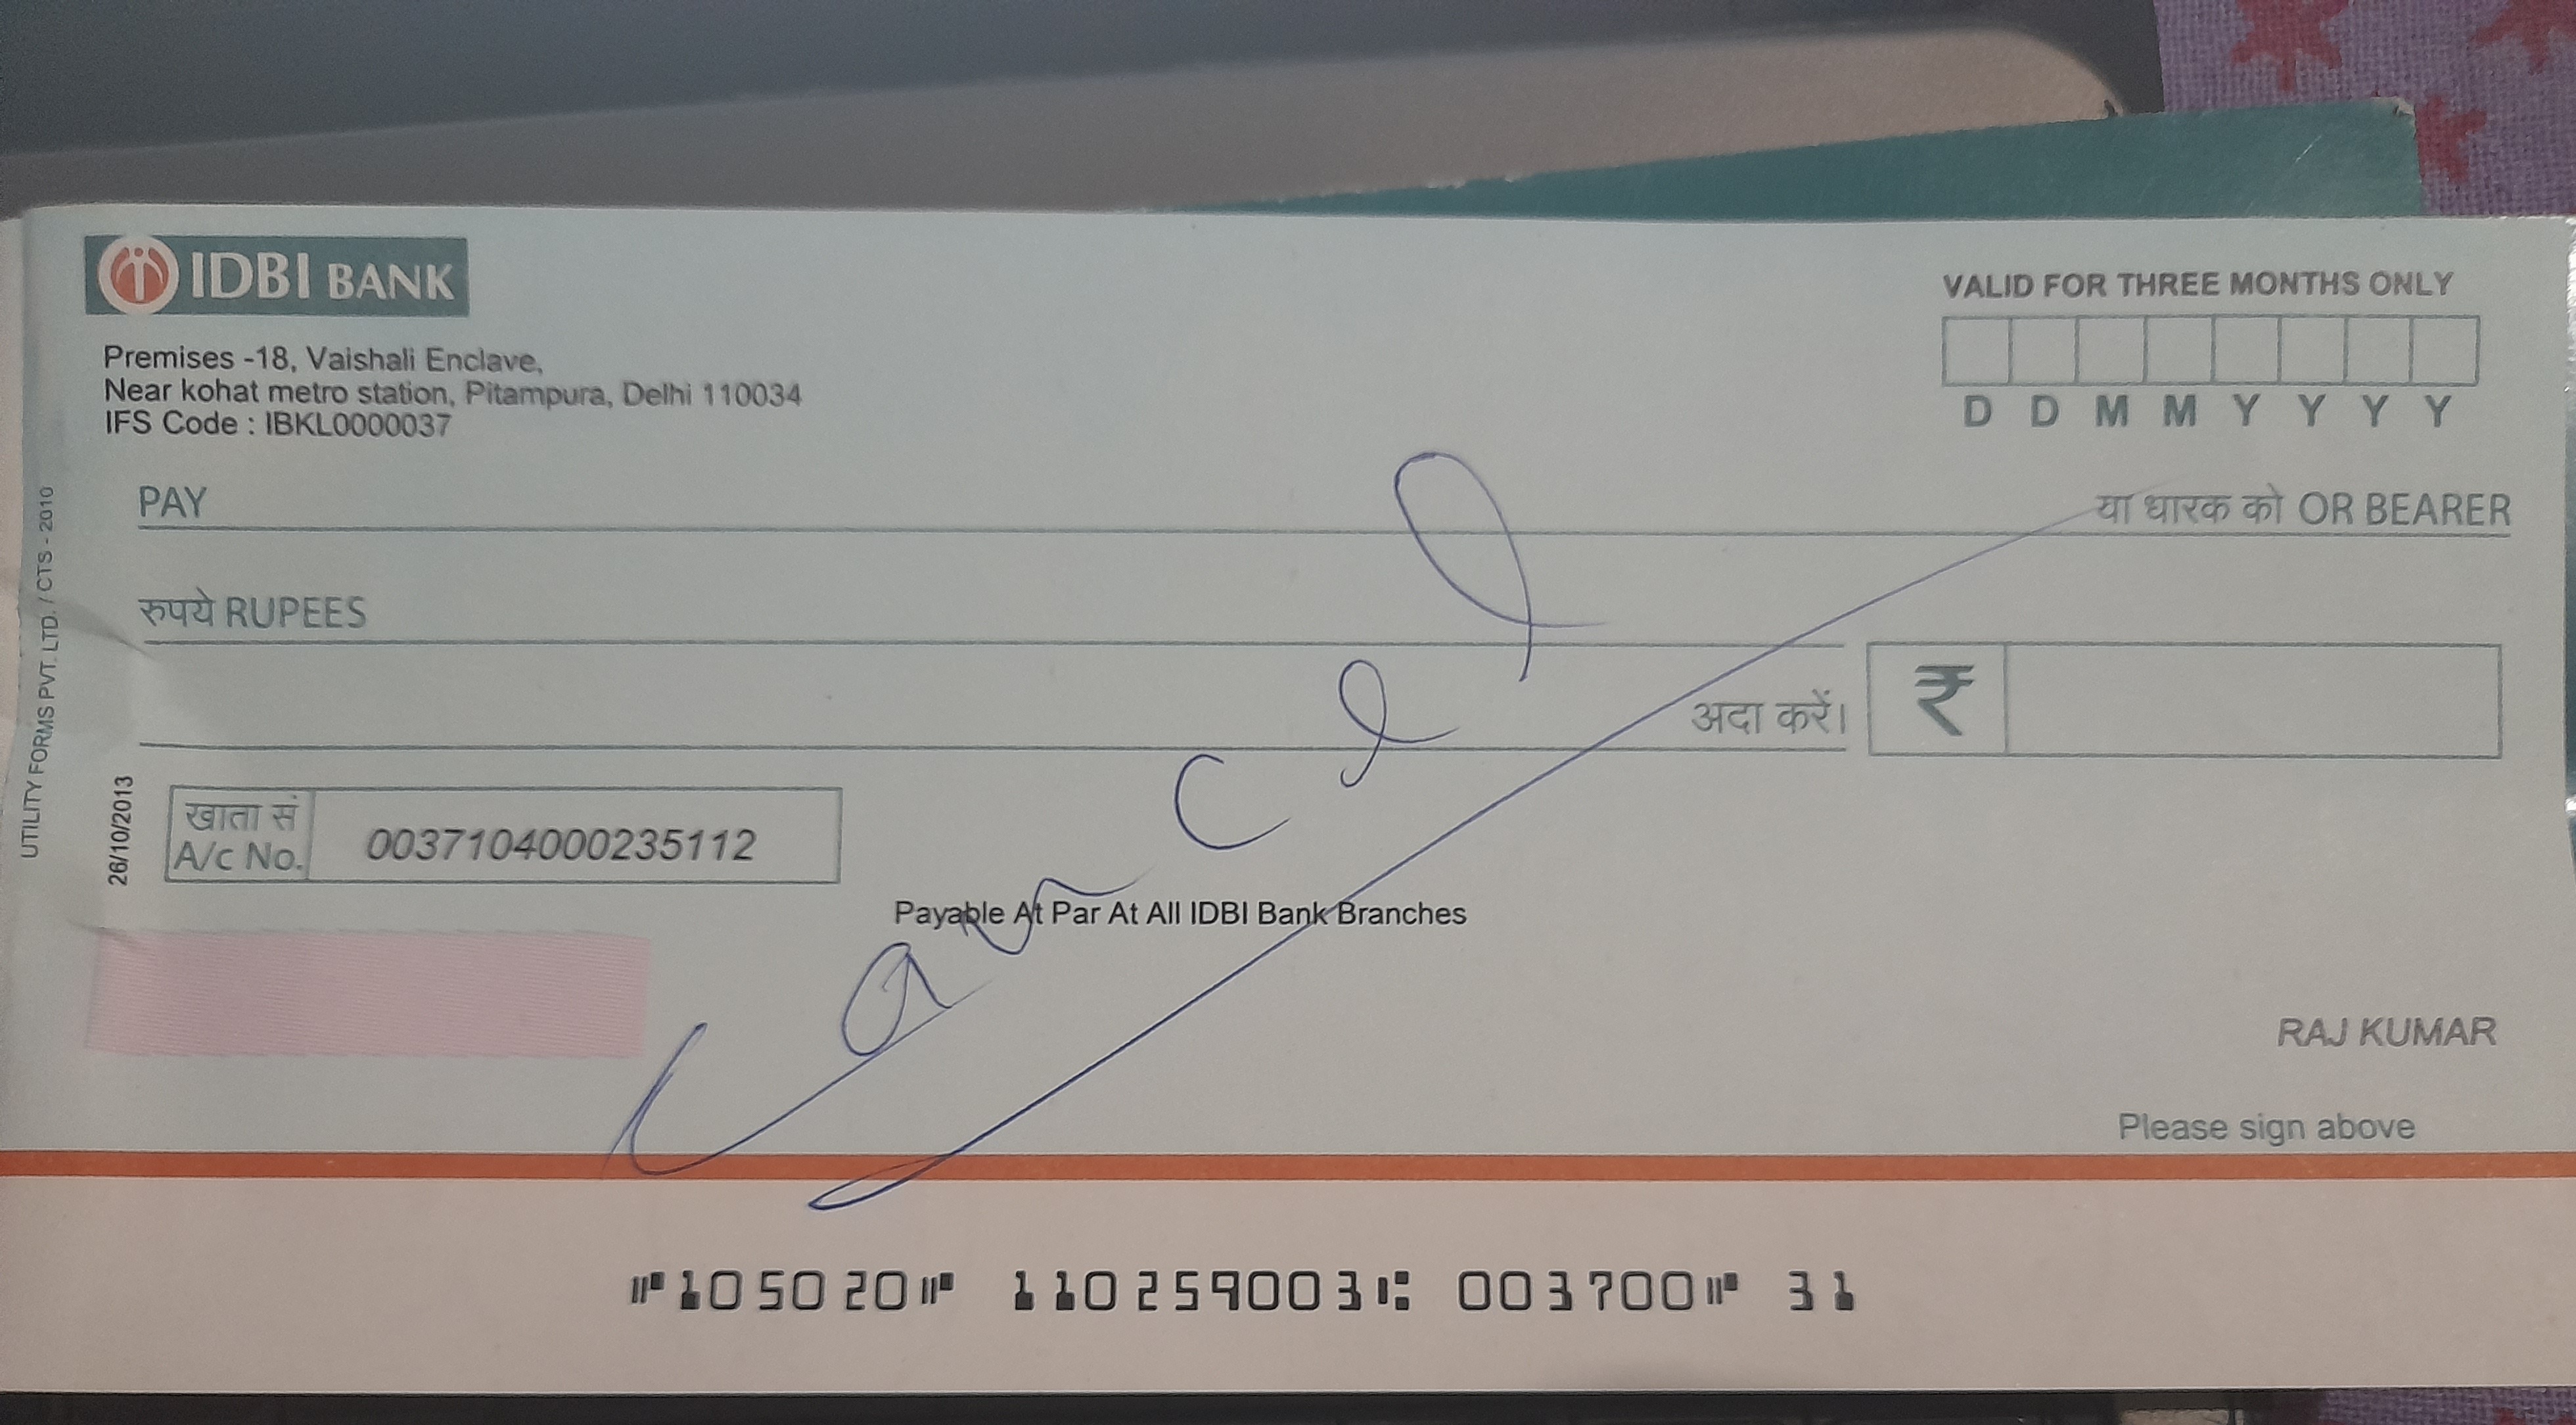 UTILITY FORMS PVT. LTD. / CTS - 2010
IDBI BANK
Premises -18, Vaishali Enclave,
Near kohat metro station, Pitampura, Delhi 110034
IFS Code : IBKL0000037
VALID FOR THREE MONTHS ONLY
D D M M Y Y Y Y
PAY
या धारक को OR BEARER
रुपये RUPEES
अदा करें।
₹
26/10/2013
खाता सं
A/c No.
0037104000235112
Payable At Par At All IDBI Bank Branches
Cancel
RAJ KUMAR
Please sign above
⑈105020⑈ 110259003⑆ 003700⑈ 31